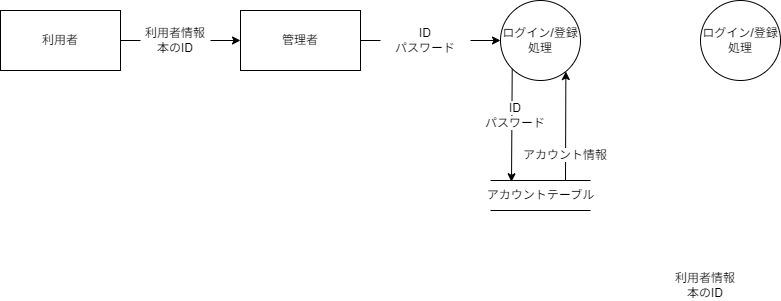 利用者
利用者情報
本のID
管理者
ID
パスワード
ログイン/登録
処理
ログイン/登録
処理
ID
パスワード
アカウント情報
アカウントテーブル
利用者情報
本のID